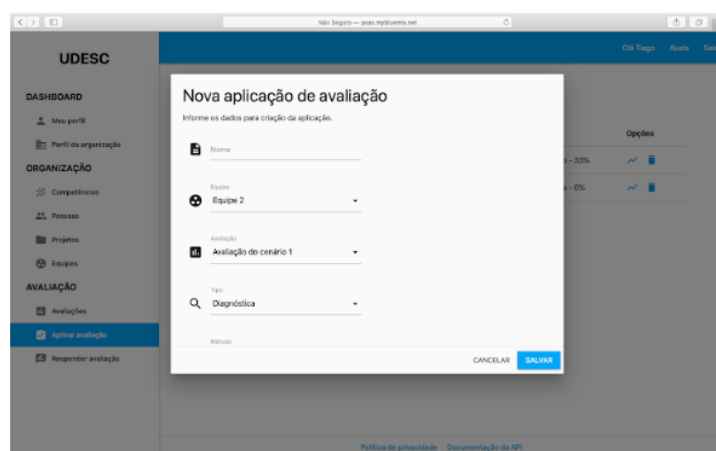 Não Seguro — psas.mybluemix.net
UDESC
Olá Tiago Ajuda Sair
DASHBOARD
Meu perfil
Perfil da organização
ORGANIZAÇÃO
Competências
Pessoas
Projetos
Equipes
AVALIAÇÃO
Avaliações
Aplicar avaliação
Responder avaliação
Nova aplicação de avaliação
Informe os dados para criação da aplicação.
Nome
Equipe
Equipe 2
Avaliação
Avaliação do cenário 1
Tipo
Diagnóstica
Método
CANCELAR SALVAR
Opções
- 33%
- 0%
Política de privacidade Documentação da API